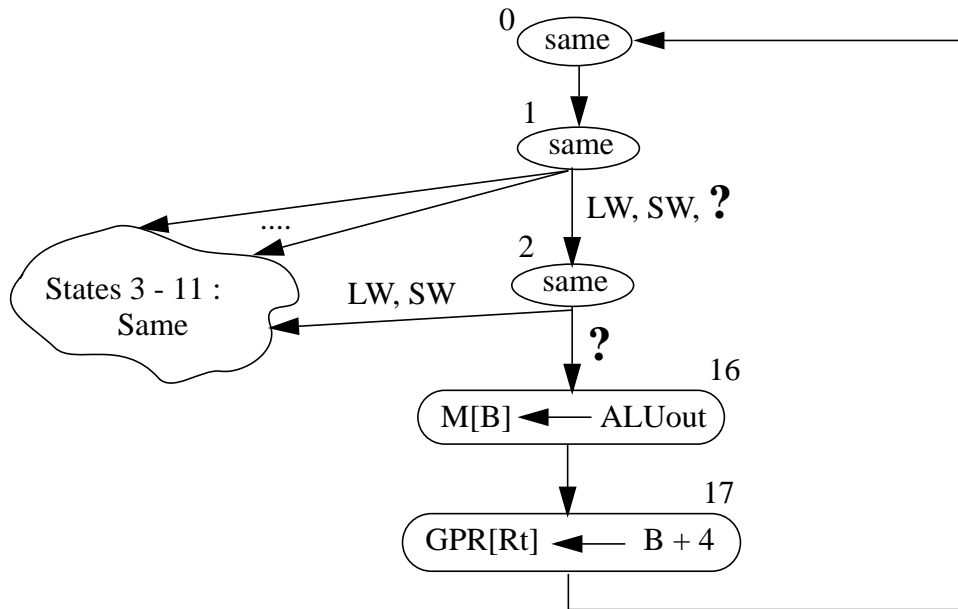 0
same
1
same
LW, SW, ?
....
2
same
States 3 - 11 :
Same
LW, SW
?
16
M[B] ALUout
17
GPR[Rt] B + 4